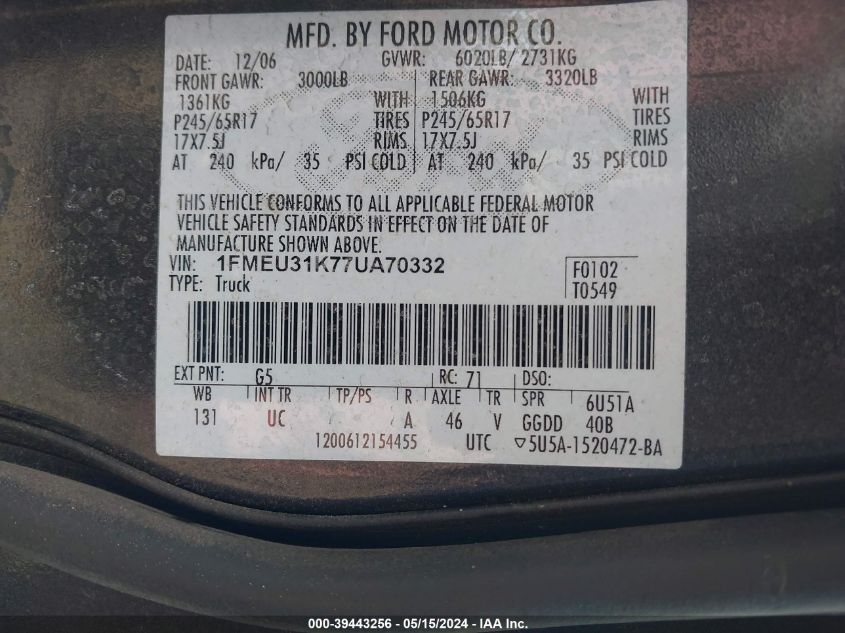 MFD. BY FORD MOTOR CO.
DATE: 12/06 GVWR: 6020LB/ 2731KG
FRONT GAWR: 3000LB REAR GAWR: 3320LB
1361KG WITH 1506KG WITH
P245/65R17 TIRES P245/65R17 TIRES
17X7.5J RIMS 17X7.5J RIMS
AT 240 kPa/ 35 PSI COLD AT 240 kPa/ 35 PSI COLD
THIS VEHICLE CONFORMS TO ALL APPLICABLE FEDERAL MOTOR
VEHICLE SAFETY STANDARDS IN EFFECT ON THE DATE OF
MANUFACTURE SHOWN ABOVE.
VIN: 1FMEU31K77UA70332 F0102
TYPE: Truck T0549
EXT PNT: G5 RC: 71 DSO:
WB INT TR TP/PS R AXLE TR SPR 6U51A
131 UC A 46 V GGDD 40B
1200612154455 UTC ▽5U5A-1520472-BA
000-39443256 - 05/15/2024 - IAA Inc.